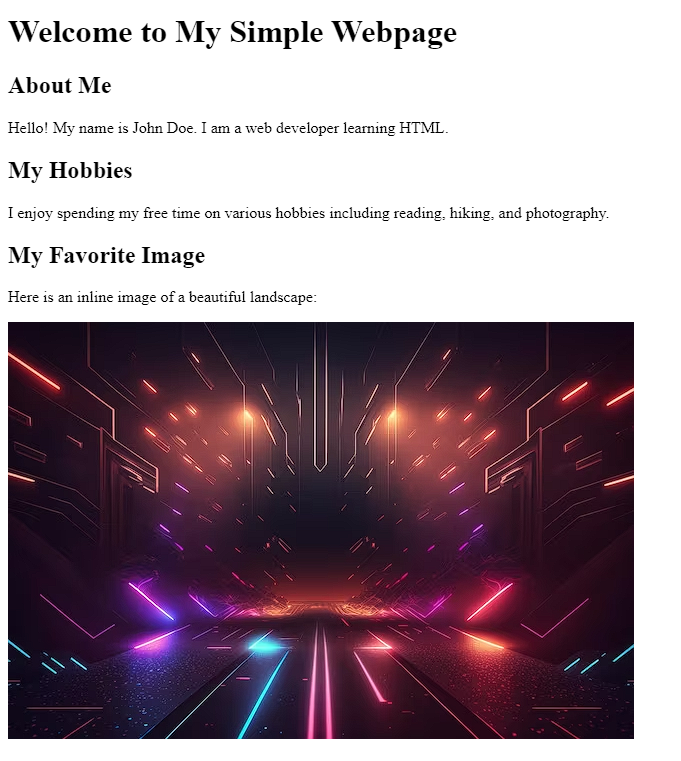 Welcome to My Simple Webpage
About Me
Hello! My name is John Doe. I am a web developer learning HTML.
My Hobbies
I enjoy spending my free time on various hobbies including reading, hiking, and photography.
My Favorite Image
Here is an inline image of a beautiful landscape: